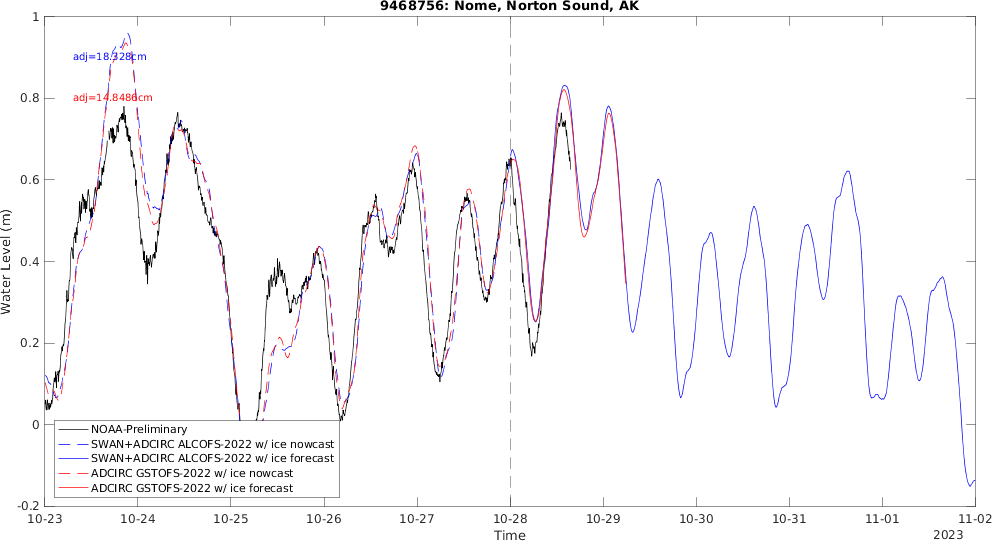 9468756: Nome, Norton Sound, AK
adj=18.328cm
adj=14.8486cm
Water Level (m)
1
0.8
0.6
0.4
0.2
0
-0.2
NOAA-Preliminary
SWAN+ADCIRC ALCOFS-2022 w/ ice nowcast
SWAN+ADCIRC ALCOFS-2022 w/ ice forecast
ADCIRC GSTOFS-2022 w/ ice nowcast
ADCIRC GSTOFS-2022 w/ ice forecast
10-23 10-24 10-25 10-26 10-27 10-28 10-29 10-30 10-31 11-01 11-02
Time
2023